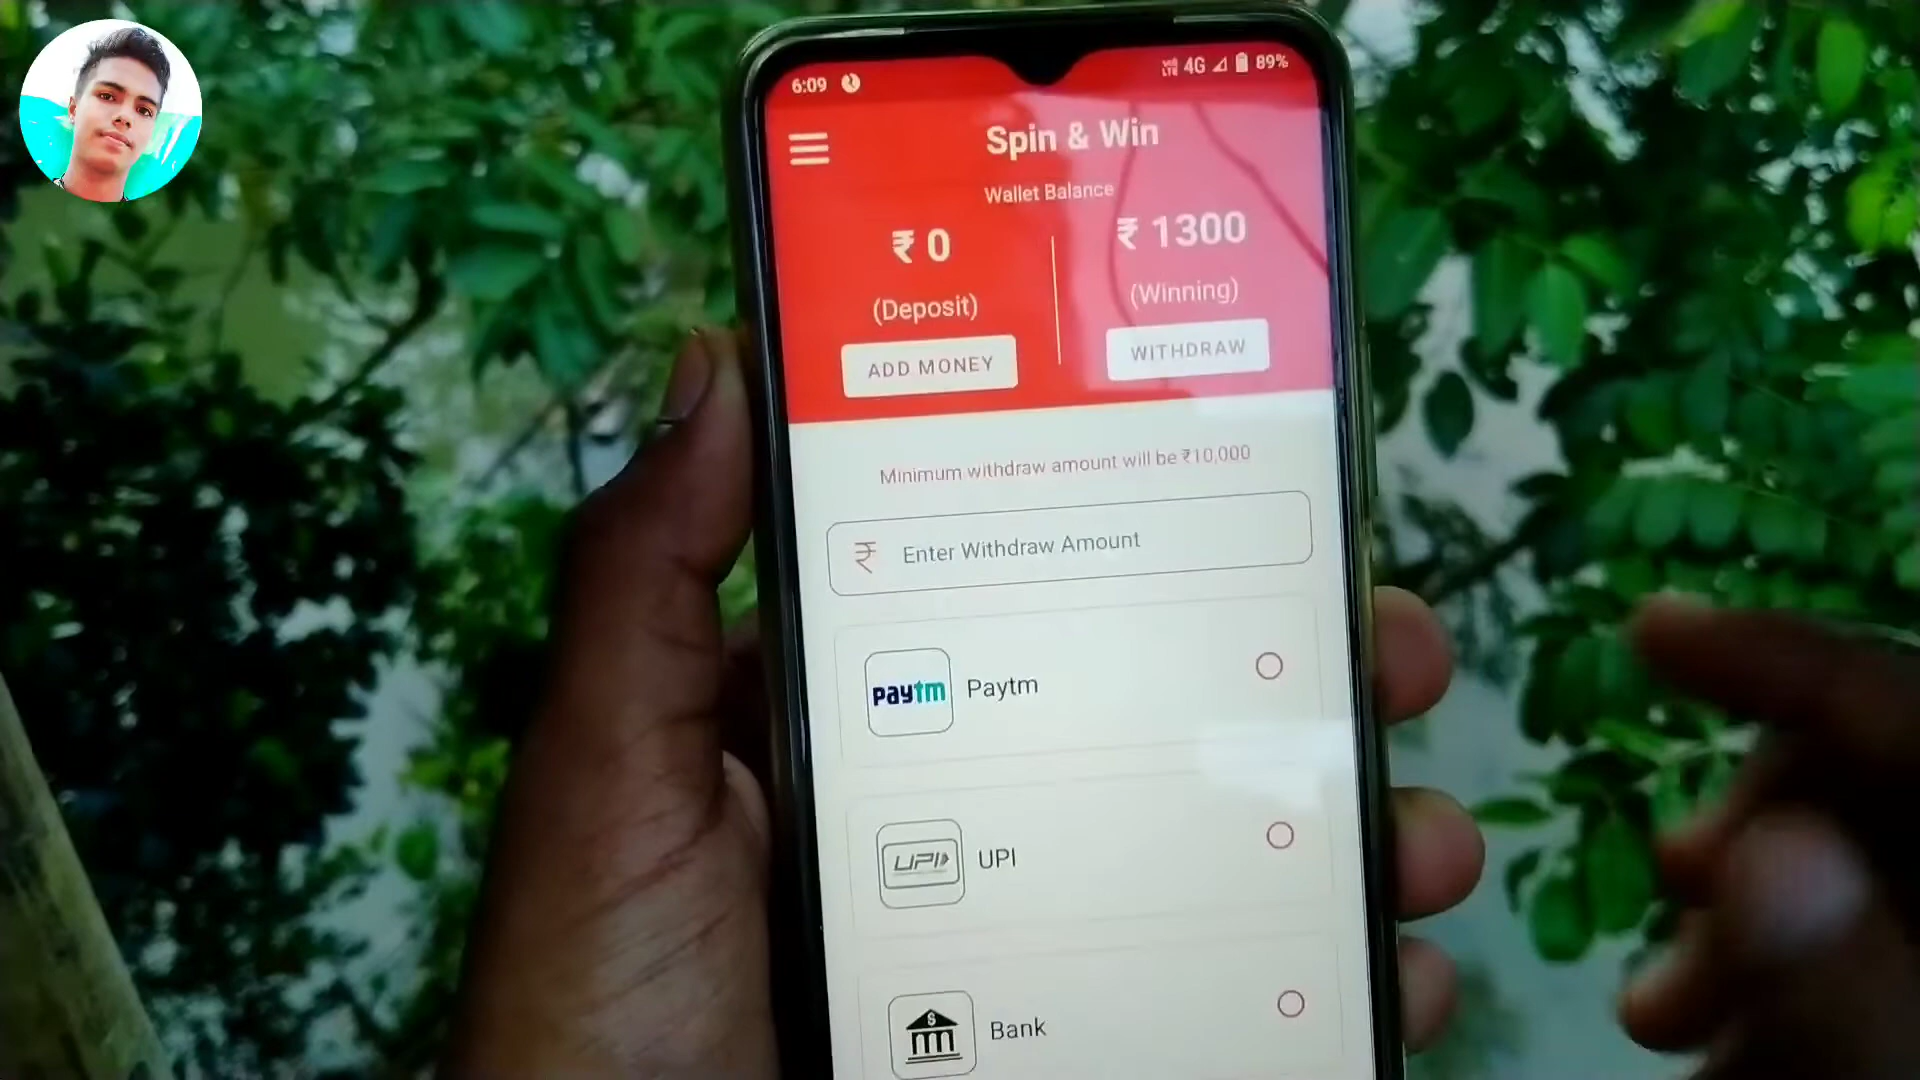 6:09
4G 89%
Spin & Win
Wallet Balance
₹ 0
₹ 1300
(Deposit)
(Winning)
ADD MONEY
WITHDRAW
Minimum withdraw amount will be ₹10,000
₹ Enter Withdraw Amount
paytm Paytm
UPI UPI
$ Bank